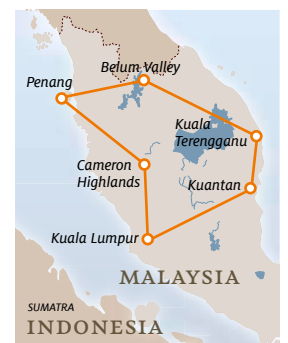 Belum Valley
Penang
Kuala
Terengganu
Cameron
Highlands
Kuantan
Kuala Lumpur
MALAYSIA
SUMATRA
INDONESIA